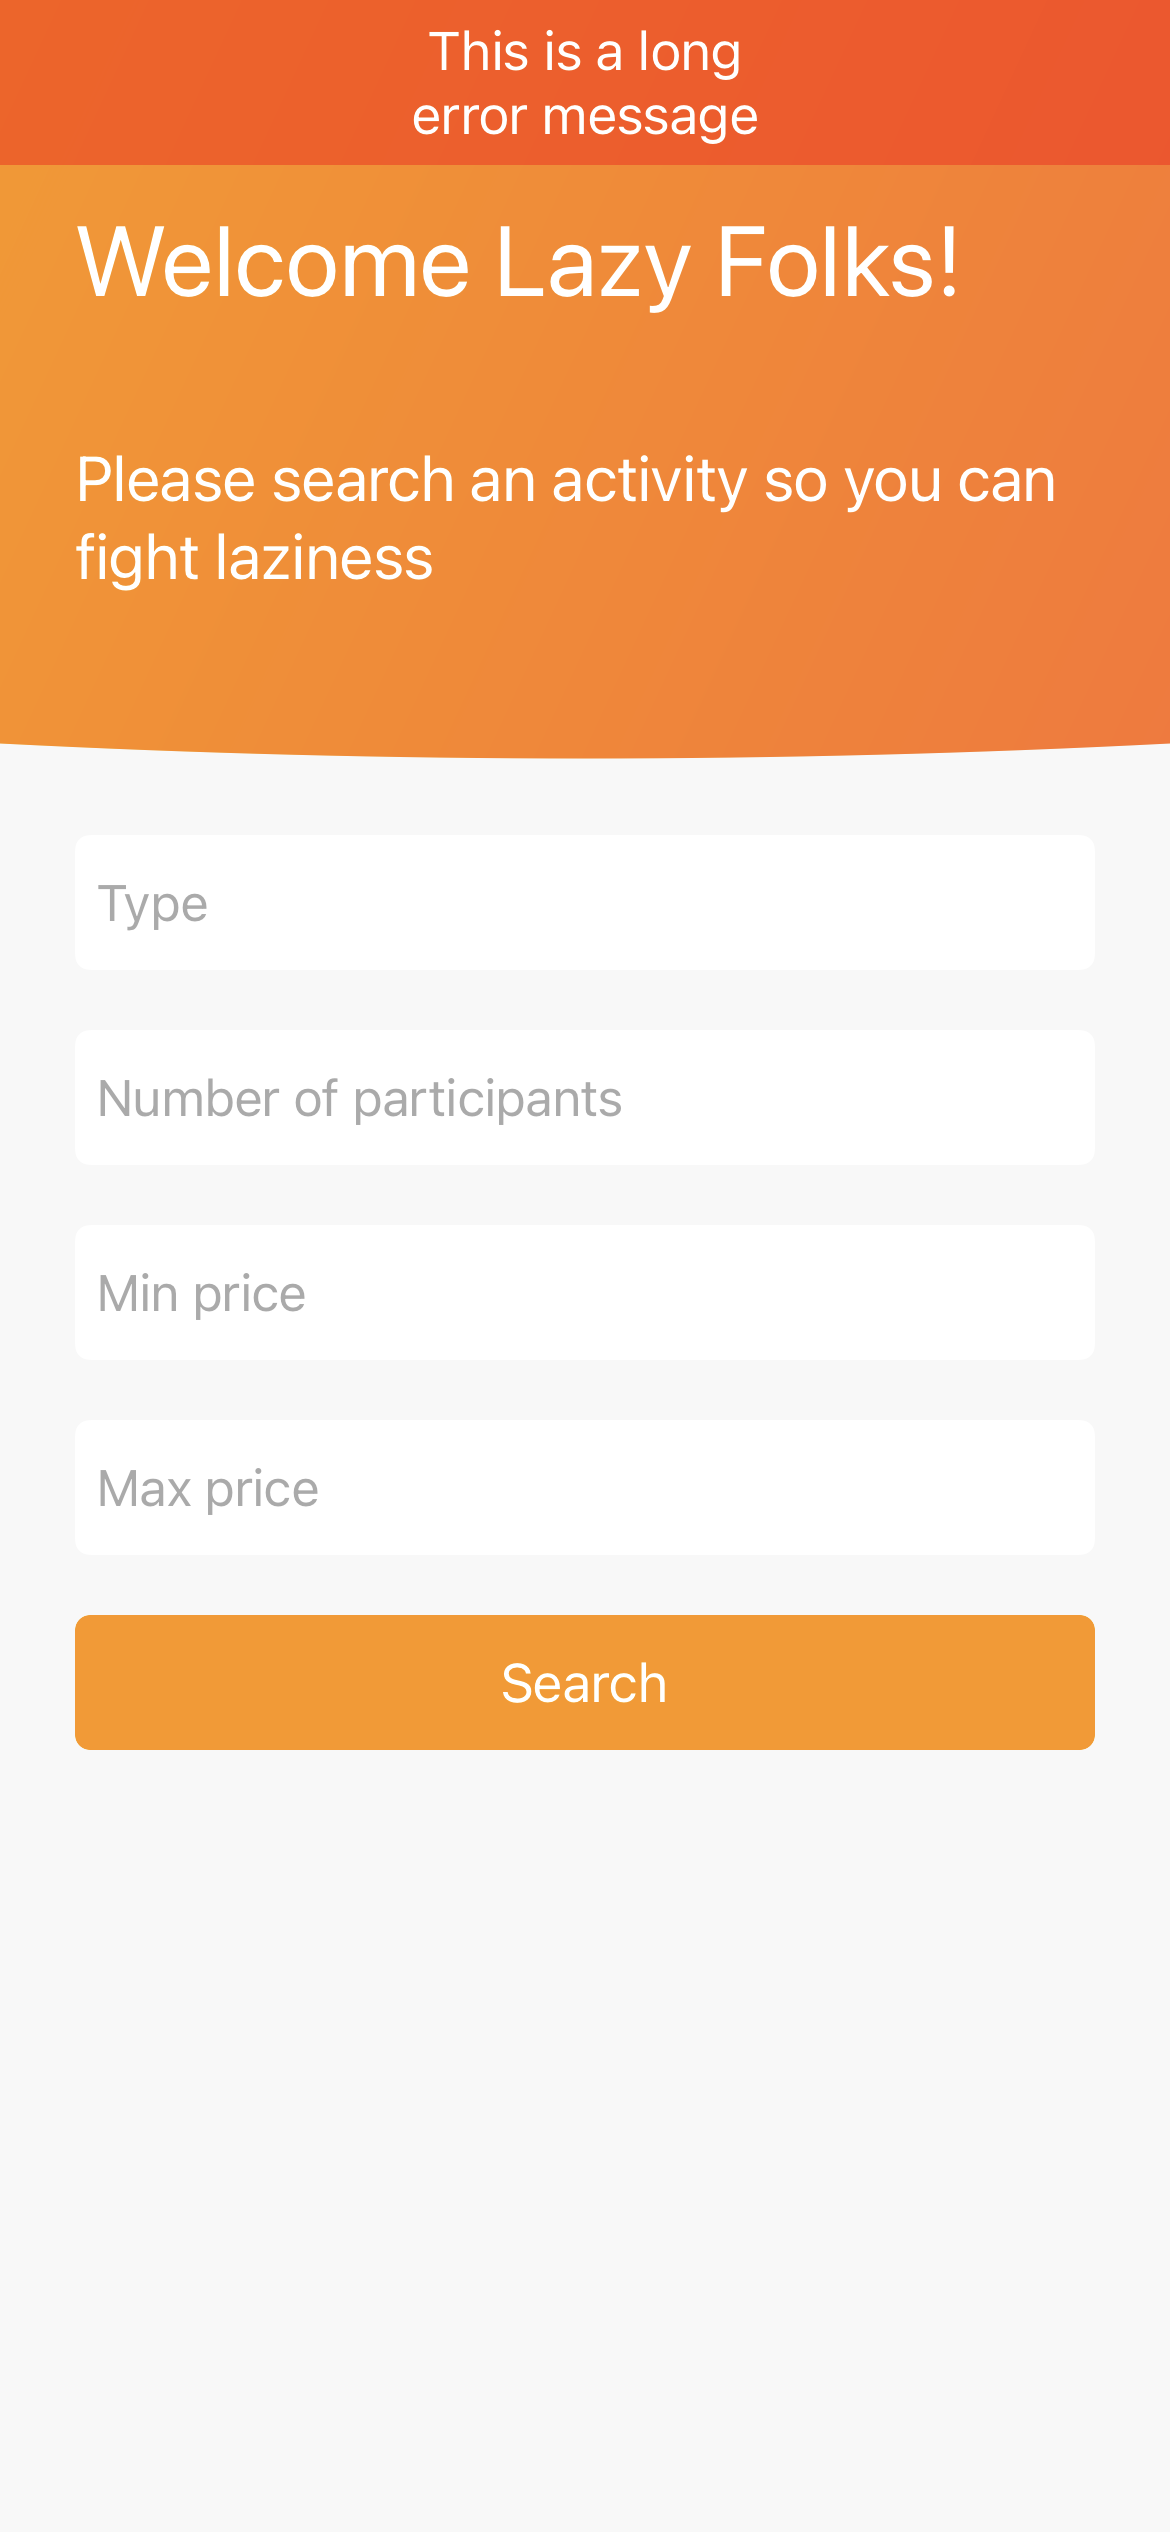 This is a long
error message
Welcome Lazy Folks!
Please search an activity so you can
fight laziness
Type
Number of participants
Min price
Max price
Search